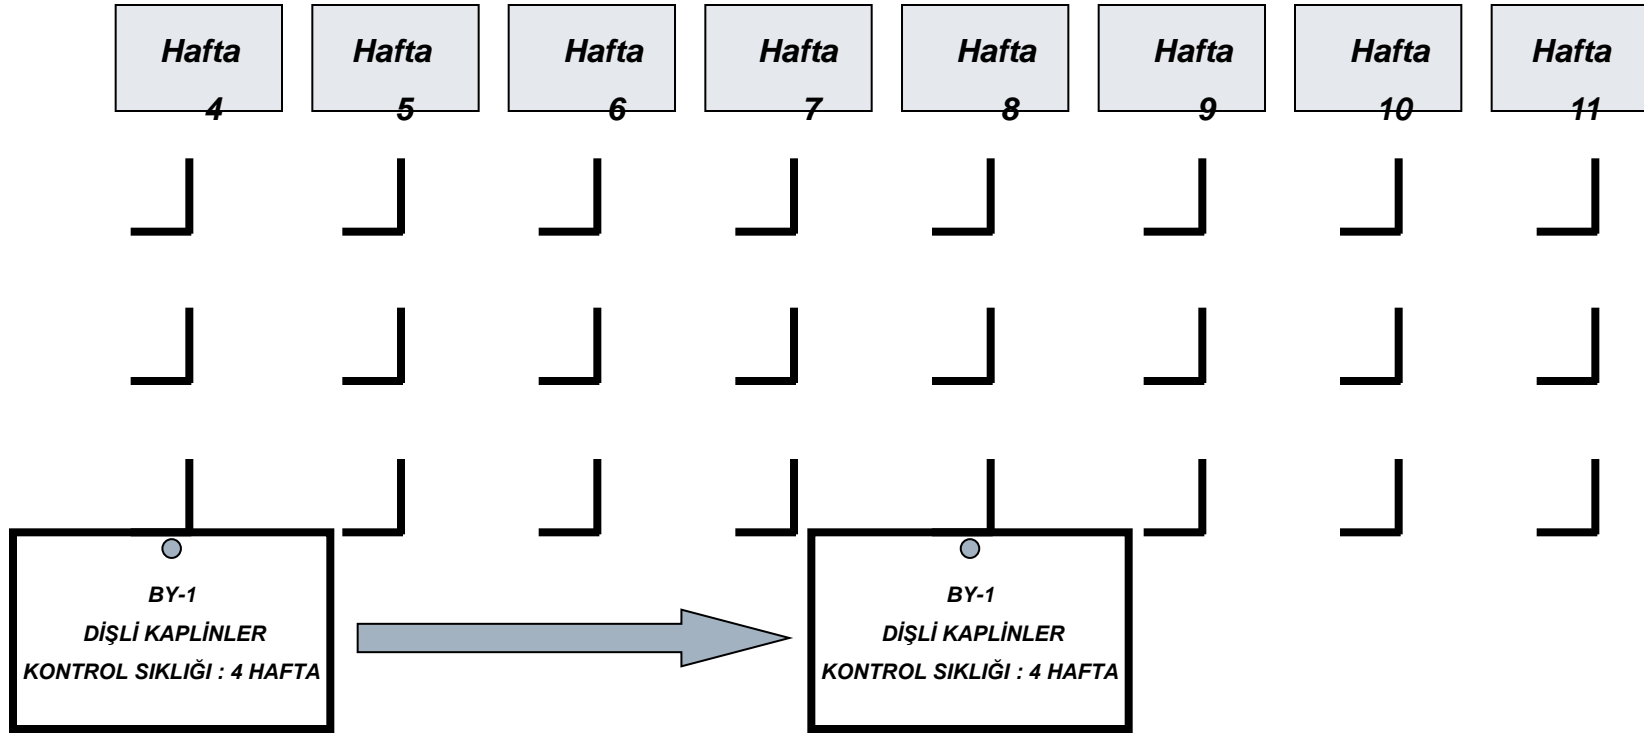 Hafta Hafta Hafta Hafta Hafta Hafta Hafta Hafta
4 5 6 7 8 9 10 11
BY-1
DİŞLİ KAPLİNLER
KONTROL SIKLIĞI : 4 HAFTA
BY-1
DİŞLİ KAPLİNLER
KONTROL SIKLIĞI : 4 HAFTA